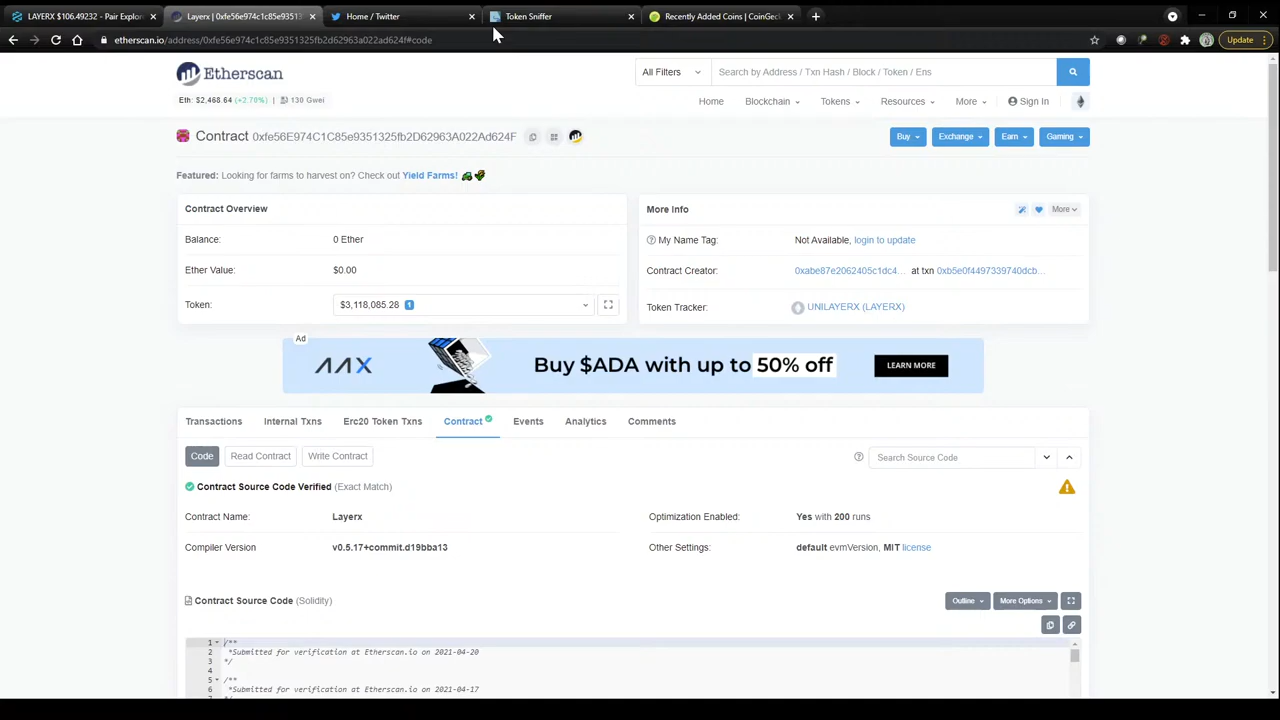 LAYERX $106.49232 - Pair Explor
Layerx | 0xfe56e974c1c85e9351325
Home / Twitter
Token Sniffer
Recently Added Coins | CoinGec
etherscan.io/address/0xfe56e974c1c85e9351325fb2d62963a022ad624f#code
Update
Etherscan
All Filters
Search by Address / Txn Hash / Block / Token / Ens
Eth: $2,468.64 (+2.79%) | 130 Gwei
Home
Blockchain
Tokens
Resources
More
Sign In
Contract 0xfe56E974C1C85e9351325fb2D62963A022Ad624F
Buy
Exchange
Earn
Gaming
Featured: Looking for farms to harvest on? Check out Yield Farms!
Contract Overview
Balance: 0 Ether
Ether Value: $0.00
Token: $3,118,085.28 1
More Info
More
My Name Tag: Not Available, login to update
Contract Creator: 0xabe87e2062405c1dc4... at txn 0xb5e0f4497339740dcb...
Token Tracker: UNILAYERX (LAYERX)
Ad
AAX
Buy $ADA with up to 50% off
LEARN MORE
Transactions
Internal Txns
Erc20 Token Txns
Contract
Events
Analytics
Comments
Code
Read Contract
Write Contract
Search Source Code
Contract Source Code Verified (Exact Match)
Contract Name: Layerx
Optimization Enabled: Yes with 200 runs
Compiler Version v0.5.17+commit.d19bba13
Other Settings: default evmVersion, MIT license
Contract Source Code (Solidity)
Outline
More Options
1 /**
2 *Submitted for verification at Etherscan.io on 2021-04-20
3 */
4
5 /**
6 *Submitted for verification at Etherscan.io on 2021-04-17